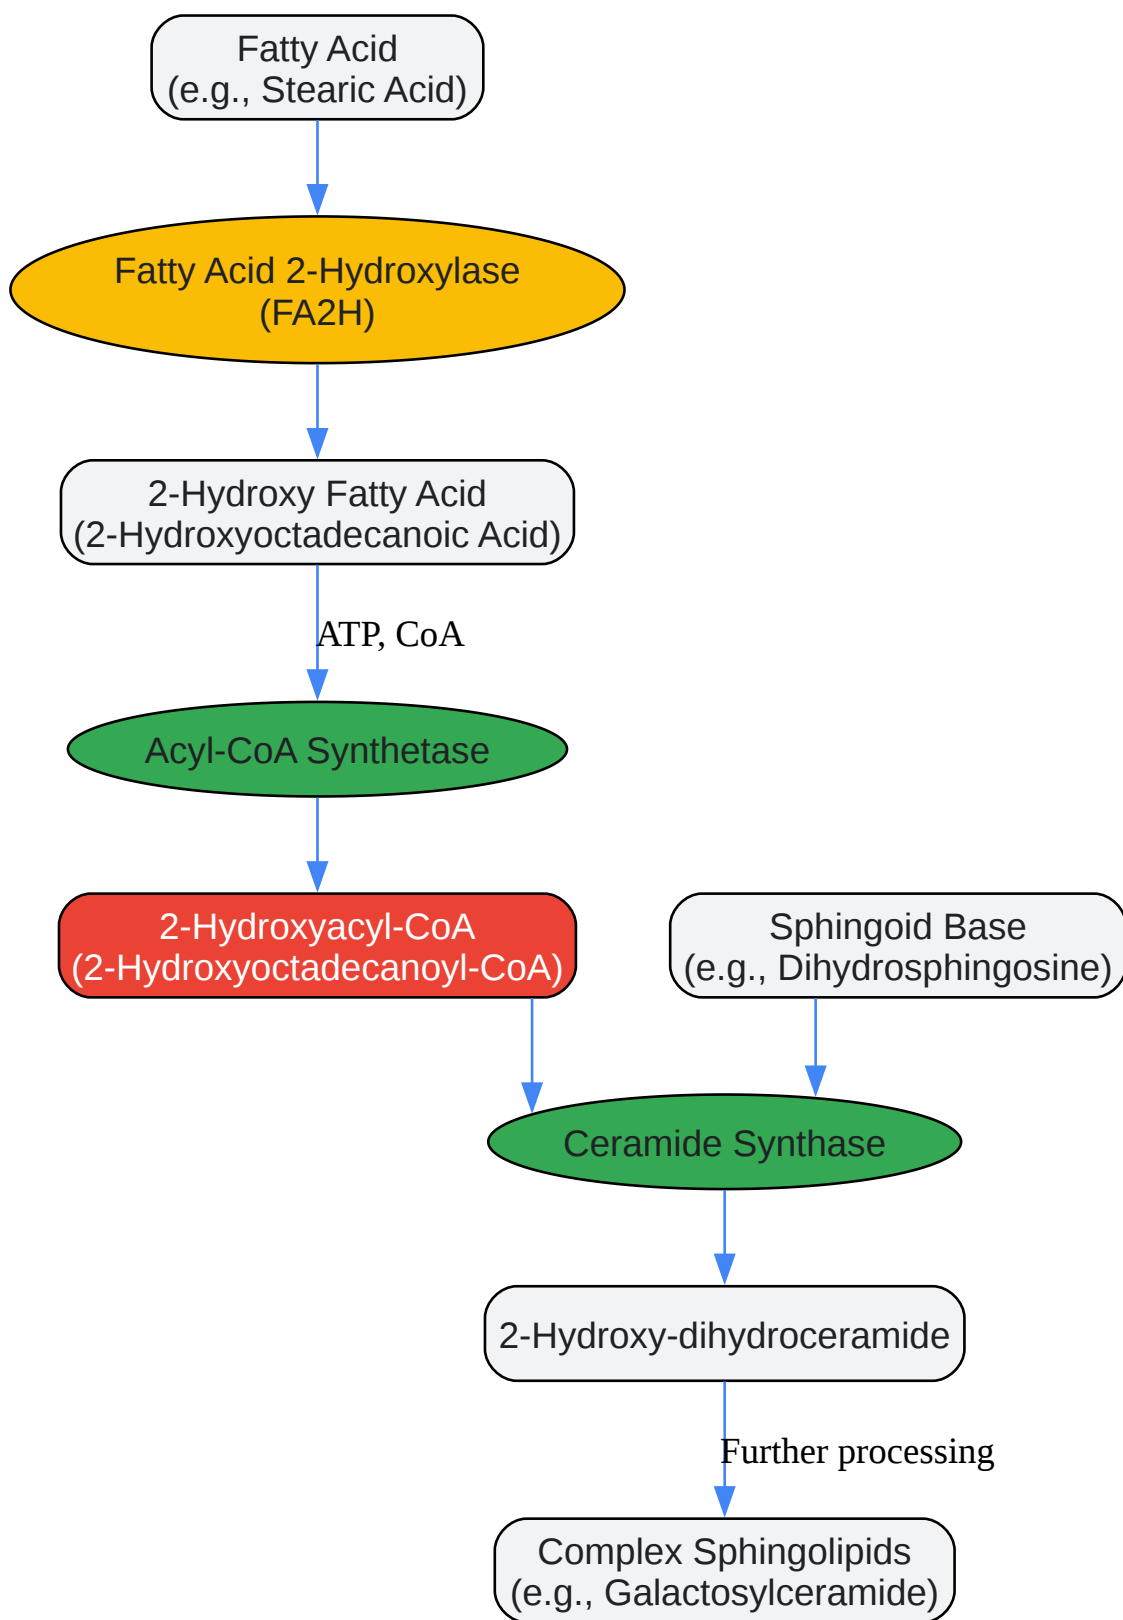 Fatty Acid
(e.g., Stearic Acid)
Fatty Acid 2-Hydroxylase
(FA2H)
2-Hydroxy Fatty Acid
(2-Hydroxyoctadecanoic Acid)
ATP, CoA
Acyl-CoA Synthetase
2-Hydroxyacyl-CoA
(2-Hydroxyoctadecanoyl-CoA)
Sphingoid Base
(e.g., Dihydrosphingosine)
Ceramide Synthase
2-Hydroxy-dihydroceramide
Further processing
Complex Sphingolipids
(e.g., Galactosylceramide)